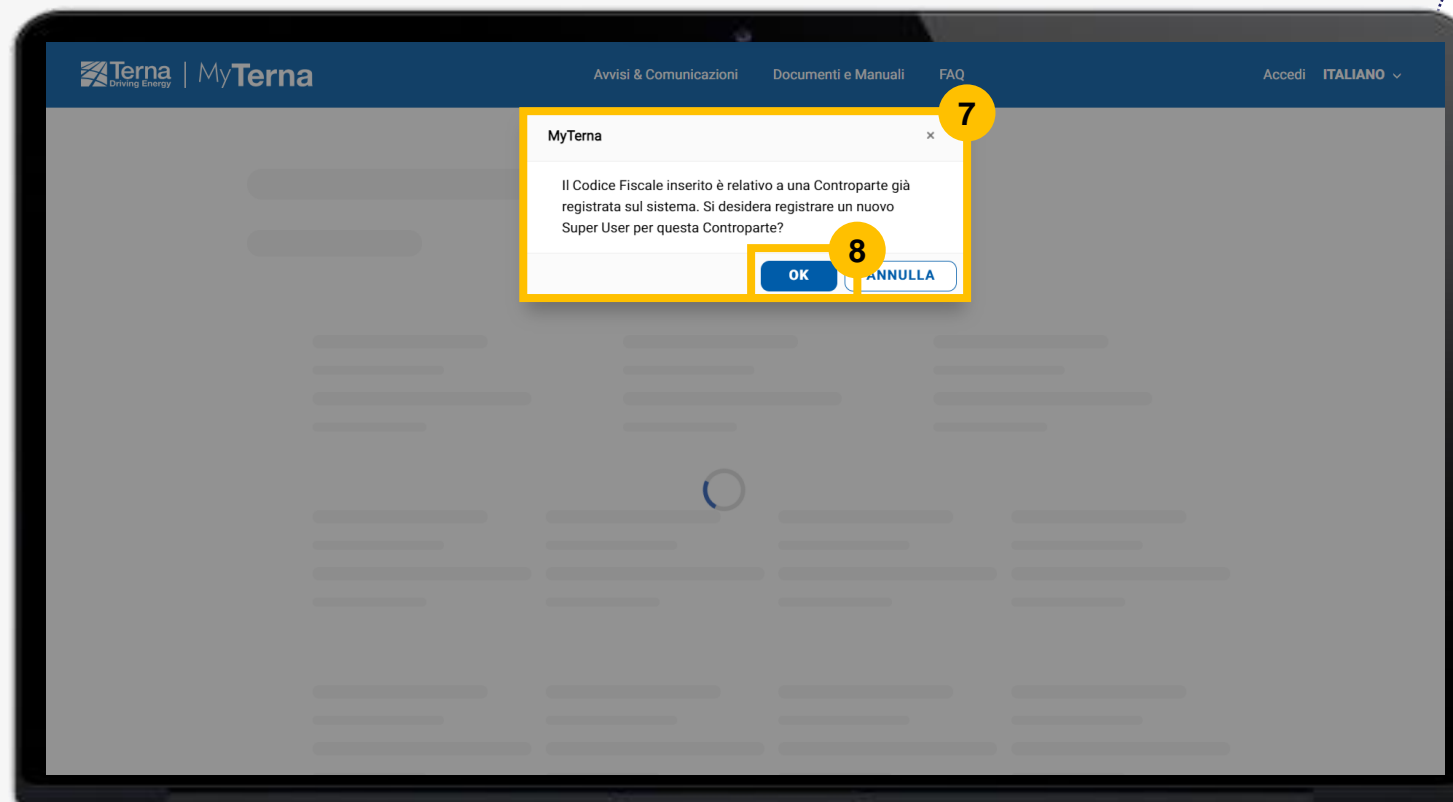 Terna
Driving Energy
MyTerna
Avvisi & Comunicazioni
Documenti e Manuali
FAQ
Accedi
ITALIANO
7
MyTerna
×
Il Codice Fiscale inserito è relativo a una Controparte già
registrata sul sistema. Si desidera registrare un nuovo
Super User per questa Controparte?
8
OK
ANNULLA